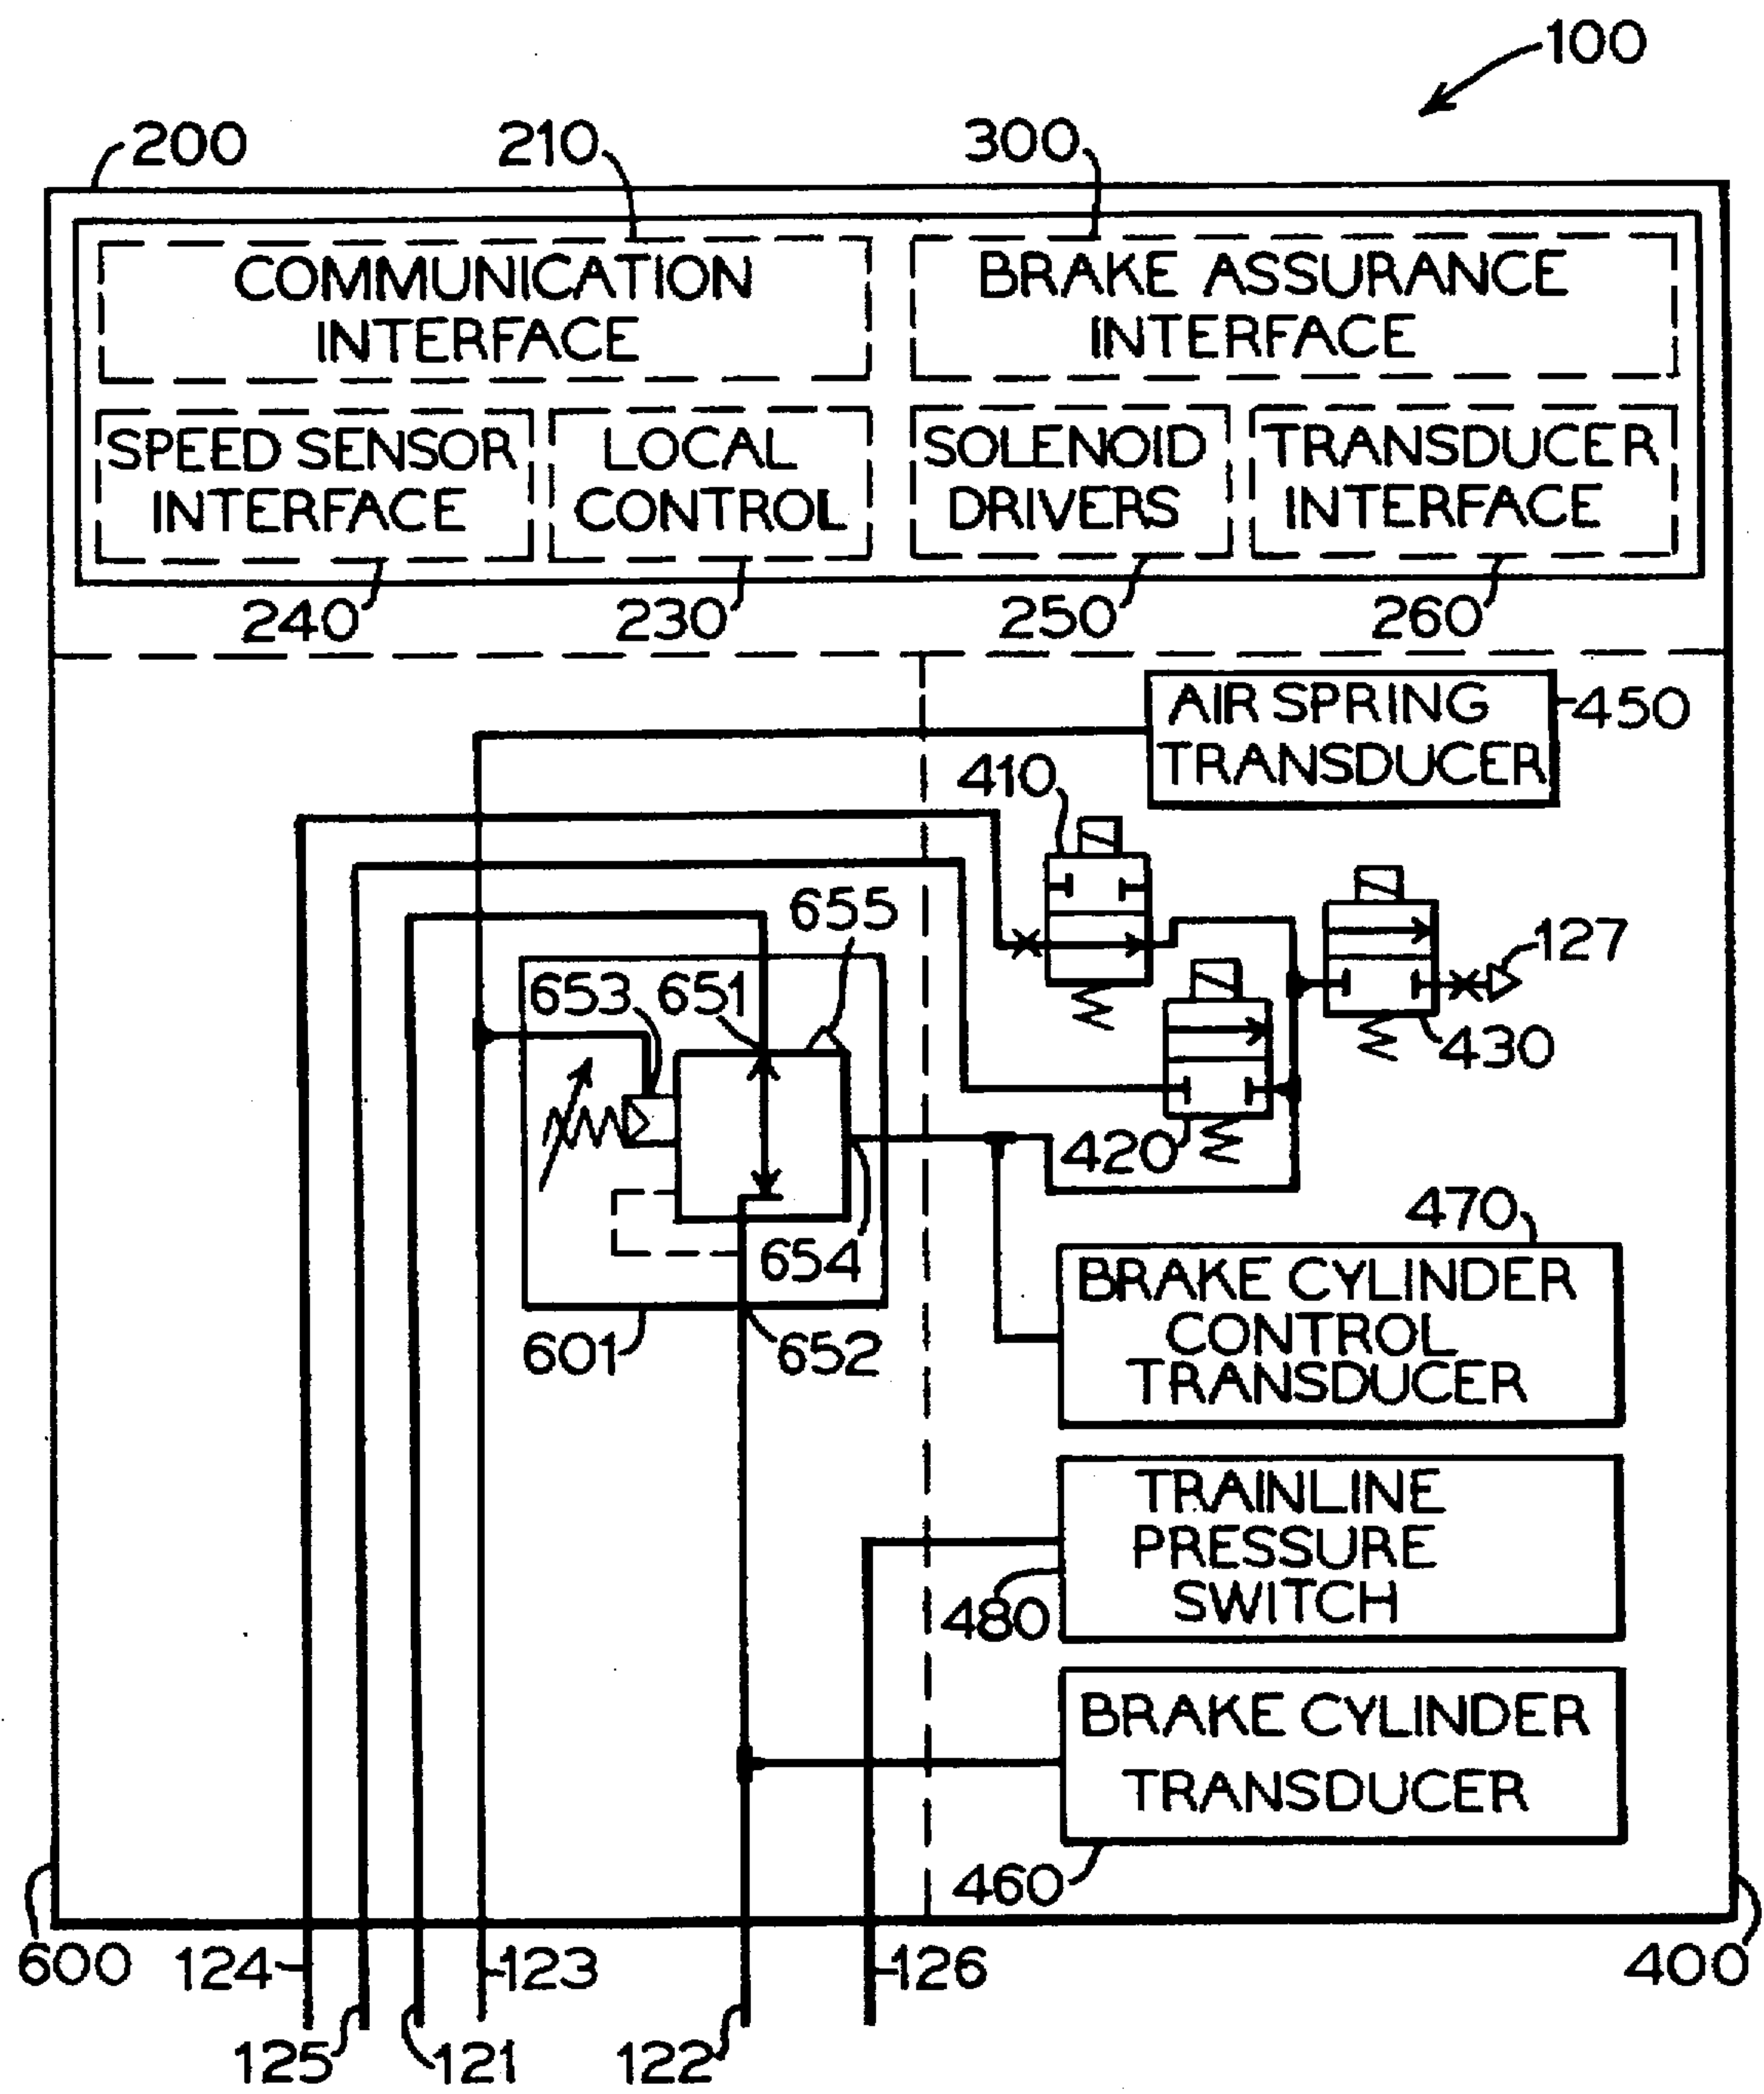 100
200
210
300
COMMUNICATION
INTERFACE
BRAKE ASSURANCE
INTERFACE
SPEED SENSOR
INTERFACE
LOCAL
CONTROL
SOLENOID
DRIVERS
TRANSDUCER
INTERFACE
240
230
250
260
AIR SPRING
TRANSDUCER
450
410
655
127
653
651
430
420
654
470
BRAKE CYLINDER
CONTROL
TRANSDUCER
601
652
TRAINLINE
PRESSURE
SWITCH
480
BRAKE CYLINDER
TRANSDUCER
460
600
124
123
126
400
125
121
122